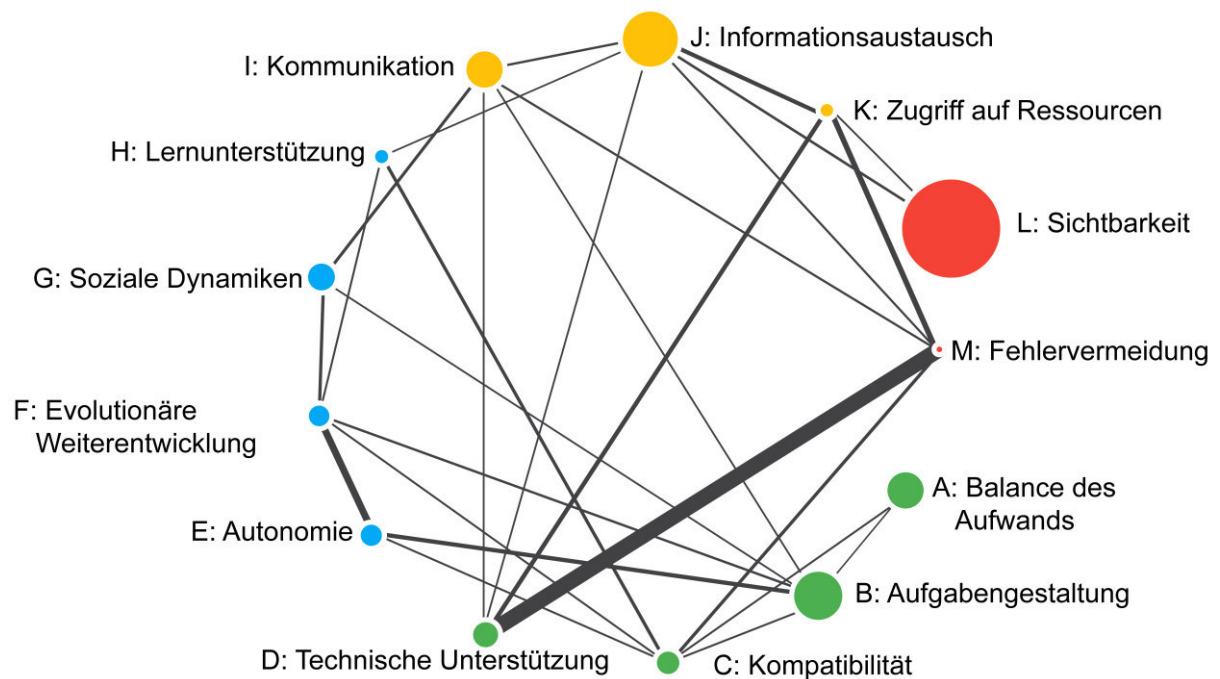 J: Informationsaustausch
I: Kommunikation
K: Zugriff auf Ressourcen
H: Lernunterstützung
L: Sichtbarkeit
G: Soziale Dynamiken
M: Fehlervermeidung
F: Evolutionäre
Weiterentwicklung
A: Balance des
Aufwands
E: Autonomie
B: Aufgabengestaltung
D: Technische Unterstützung
C: Kompatibilität